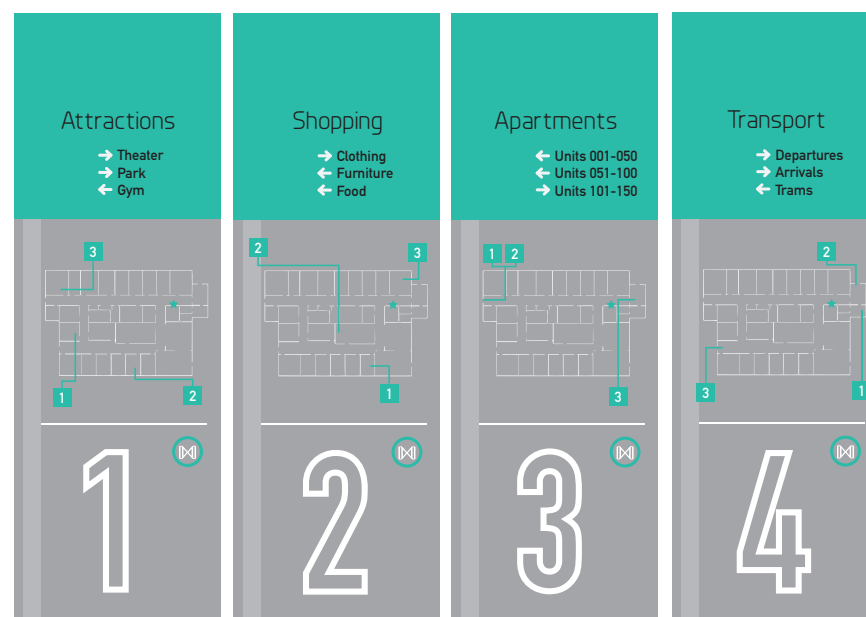 Attractions
→ Theater
→ Park
← Gym
3
1
2
1
Shopping
→ Clothing
← Furniture
← Food
2
3
1
2
Apartments
← Units 001-050
← Units 051-100
→ Units 101-150
1 2
3
3
Transport
→ Departures
→ Arrivals
← Trams
2
3
1
4